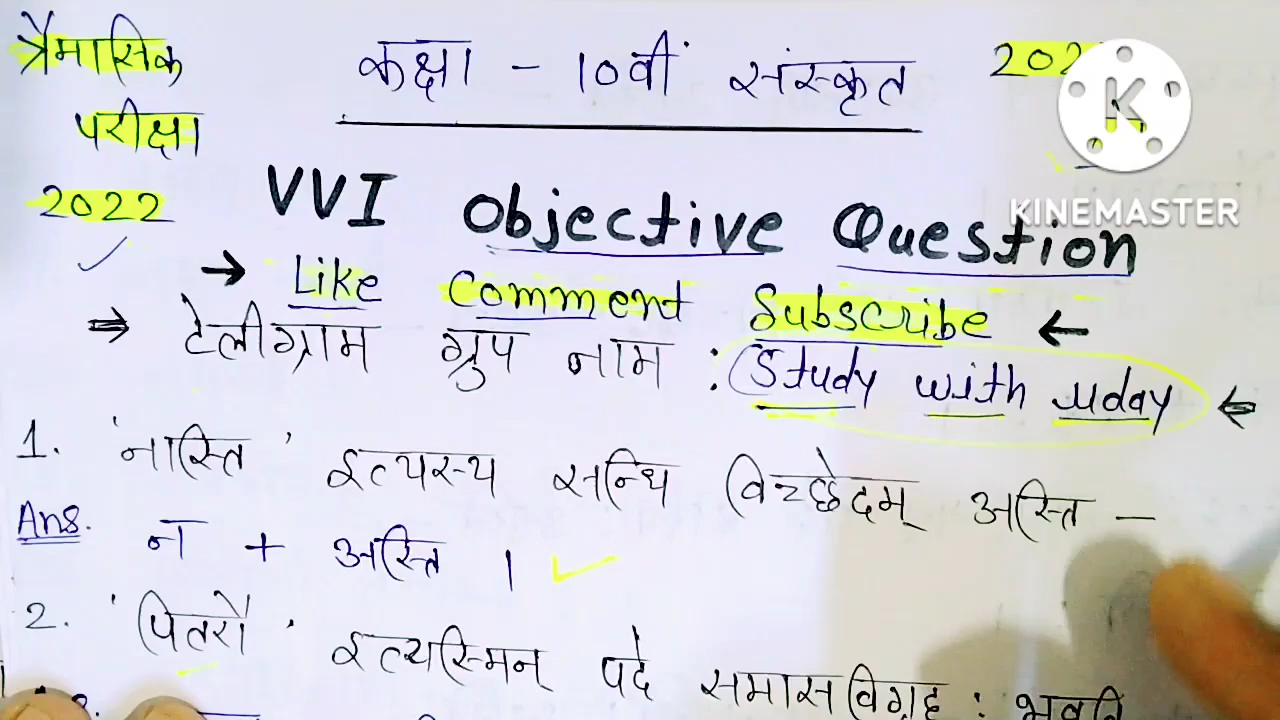 त्रैमासिक
परीक्षा
2022
कक्षा - 10वीं संस्कृत
KINEMASTER
VVI Objective Question
→ Like Comment Subscribe ←
⇒ टेलीग्राम ग्रुप नाम : (Study with uday) ⇐
1. 'नास्ति' इत्यस्य सन्धि विच्छेदम् अस्ति —
Ans. न + अस्ति ।
2. 'पितरौ' इत्यस्मिन् पदे समासविग्रह : भवति